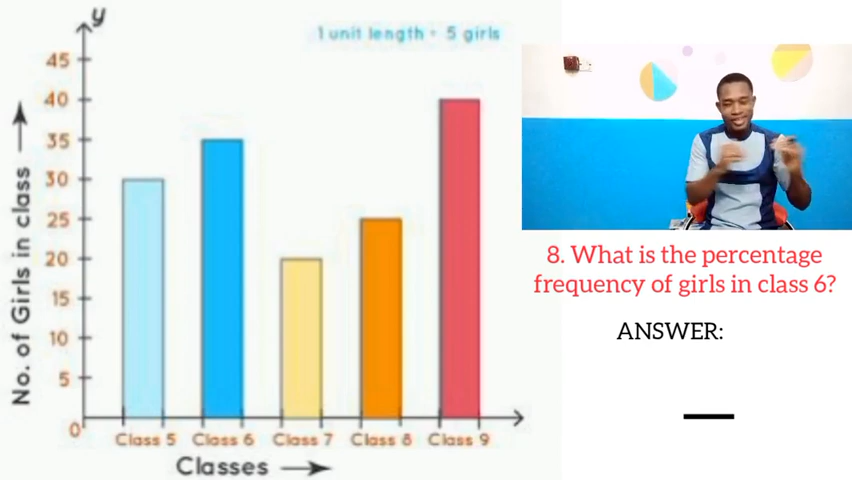 y
1 unit length = 5 girls
45
40
35
30
25
20
15
10
5
0
No. of Girls in class
Class 5 Class 6 Class 7 Class 8 Class 9
Classes
8. What is the percentage
frequency of girls in class 6?
ANSWER: